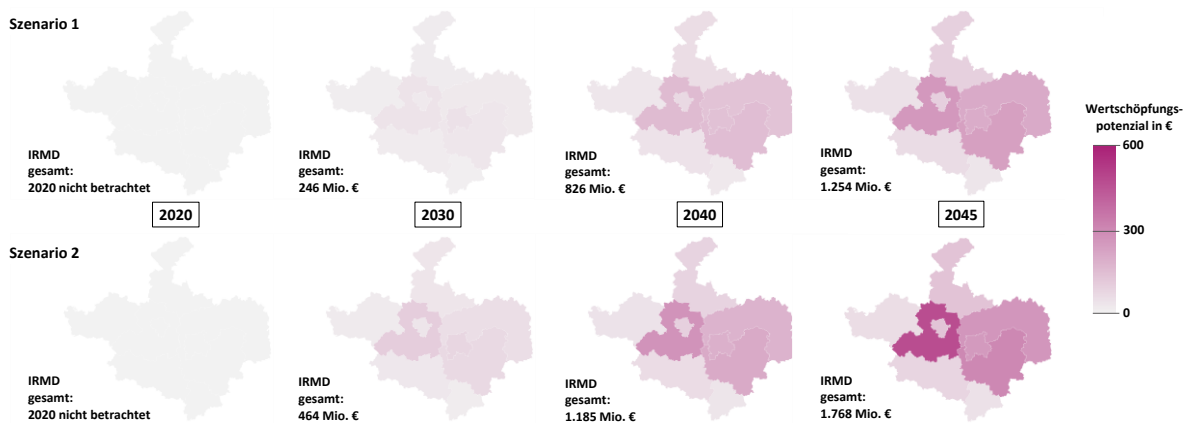 Szenario 1
IRMD
gesamt:
2020 nicht betrachtet
IRMD
gesamt:
246 Mio. €
IRMD
gesamt:
826 Mio. €
IRMD
gesamt:
1.254 Mio. €
2020
2030
2040
2045
Szenario 2
IRMD
gesamt:
2020 nicht betrachtet
IRMD
gesamt:
464 Mio. €
IRMD
gesamt:
1.185 Mio. €
IRMD
gesamt:
1.768 Mio. €
Wertschöpfungs-
potenzial in €
600
300
0